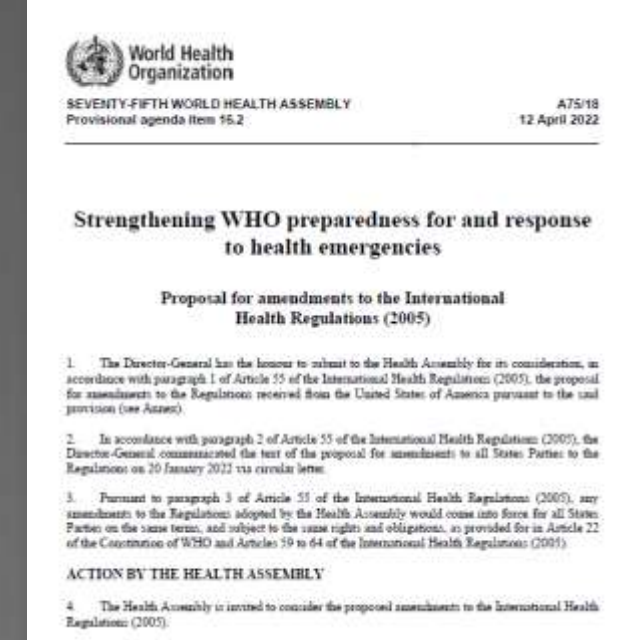 World Health
Organization
SEVENTY-FIFTH WORLD HEALTH ASSEMBLY A75/18
Provisional agenda item 16.2 12 April 2022
Strengthening WHO preparedness for and response
to health emergencies
Proposal for amendments to the International
Health Regulations (2005)
1. The Director-General has the honour to submit to the Health Assembly for its consideration, in
accordance with paragraph 1 of Article 55 of the International Health Regulations (2005), the proposal
for amendments to the Regulations received from the United States of America pursuant to the said
provision (see Annex).
2. In accordance with paragraph 2 of Article 55 of the International Health Regulations (2005), the
Director-General communicated the text of the proposal for amendments to all States Parties to the
Regulations on 20 January 2022 via circular letter.
3. Pursuant to paragraph 3 of Article 55 of the International Health Regulations (2005), any
amendments to the Regulations adopted by the Health Assembly would come into force for all States
Parties on the same terms, and subject to the same rights and obligations, as provided for in Article 22
of the Constitution of WHO and Articles 59 to 64 of the International Health Regulations (2005).
ACTION BY THE HEALTH ASSEMBLY
4. The Health Assembly is invited to consider the proposed amendments to the International Health
Regulations (2005).